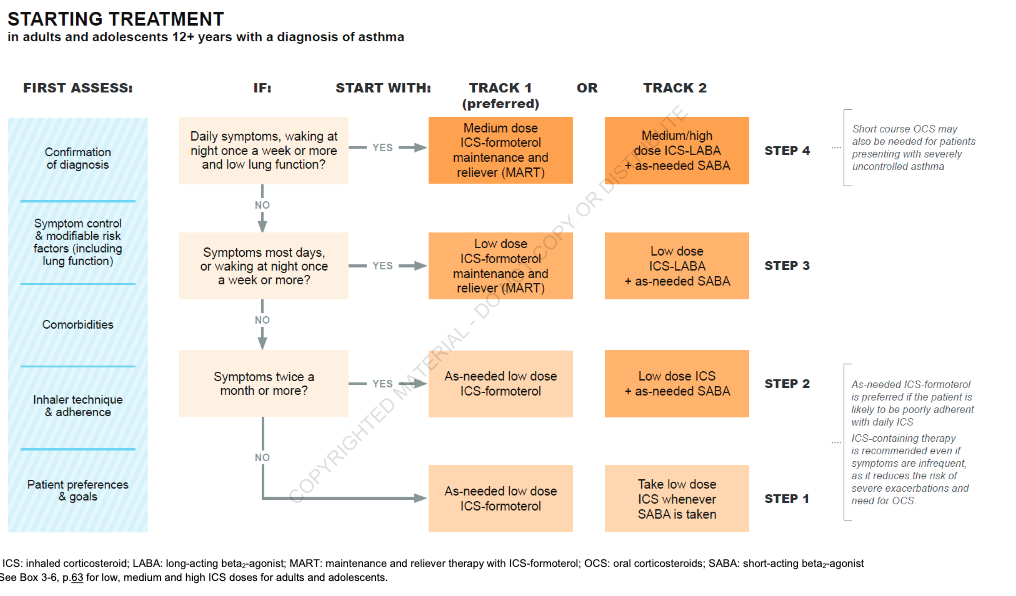 STARTING TREATMENT
in adults and adolescents 12+ years with a diagnosis of asthma
FIRST ASSESS:
IF:
START WITH:
TRACK 1
(preferred)
OR
TRACK 2
Confirmation
of diagnosis
Symptom control
& modifiable risk
factors (including
lung function)
Comorbidities
Inhaler technique
& adherence
Patient preferences
& goals
Daily symptoms, waking at
night once a week or more
and low lung function?
YES
Medium dose
ICS-formoterol
maintenance and
reliever (MART)
Medium/high
dose ICS-LABA
+ as-needed SABA
STEP 4
Short course OCS may
also be needed for patients
presenting with severely
uncontrolled asthma
NO
Symptoms most days,
or waking at night once
a week or more?
YES
Low dose
ICS-formoterol
maintenance and
reliever (MART)
Low dose
ICS-LABA
+ as-needed SABA
STEP 3
NO
Symptoms twice a
month or more?
YES
As-needed low dose
ICS-formoterol
Low dose ICS
+ as-needed SABA
STEP 2
As-needed ICS-formoterol
is preferred if the patient is
likely to be poorly adherent
with daily ICS
ICS-containing therapy
is recommended even if
symptoms are infrequent,
as it reduces the risk of
severe exacerbations and
need for OCS.
NO
As-needed low dose
ICS-formoterol
Take low dose
ICS whenever
SABA is taken
STEP 1
COPYRIGHTED MATERIAL - DO NOT COPY OR DISTRIBUTE
ICS: inhaled corticosteroid; LABA: long-acting beta₂-agonist; MART: maintenance and reliever therapy with ICS-formoterol; OCS: oral corticosteroids; SABA: short-acting beta₂-agonist
See Box 3-6, p.63 for low, medium and high ICS doses for adults and adolescents.